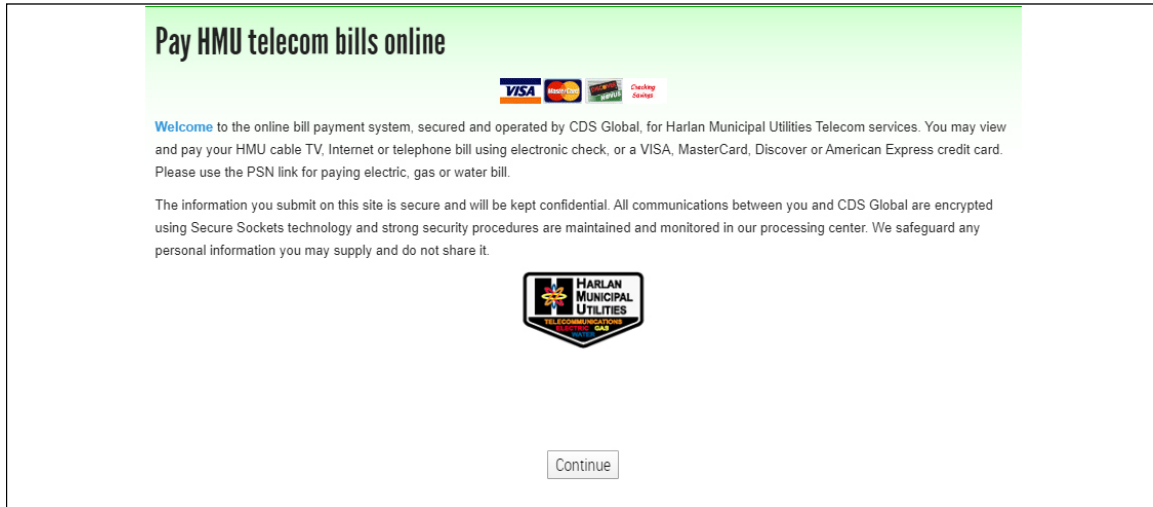 Pay HMU telecom bills online
VISA MasterCard DISCOVER NOVUS Checking
Savings
Welcome to the online bill payment system, secured and operated by CDS Global, for Harlan Municipal Utilities Telecom services. You may view
and pay your HMU cable TV, Internet or telephone bill using electronic check, or a VISA, MasterCard, Discover or American Express credit card.
Please use the PSN link for paying electric, gas or water bill.
The information you submit on this site is secure and will be kept confidential. All communications between you and CDS Global are encrypted
using Secure Sockets technology and strong security procedures are maintained and monitored in our processing center. We safeguard any
personal information you may supply and do not share it.
HARLAN
MUNICIPAL
UTILITIES
TELECOMMUNICATIONS
ELECTRIC GAS
WATER
Continue